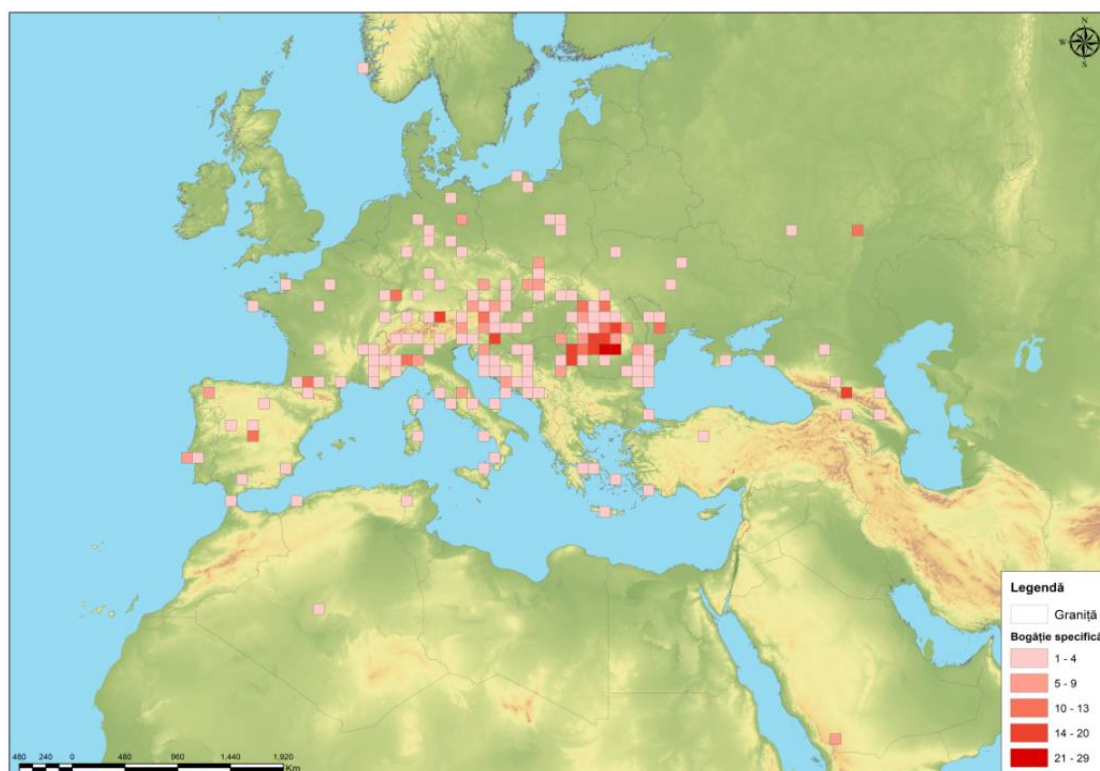 N
W E
S
Legendă
Graniță
Bogăție specifică
1 - 4
5 - 9
10 - 13
14 - 20
21 - 29
480 240 0 480 960 1,440 1,920
Km